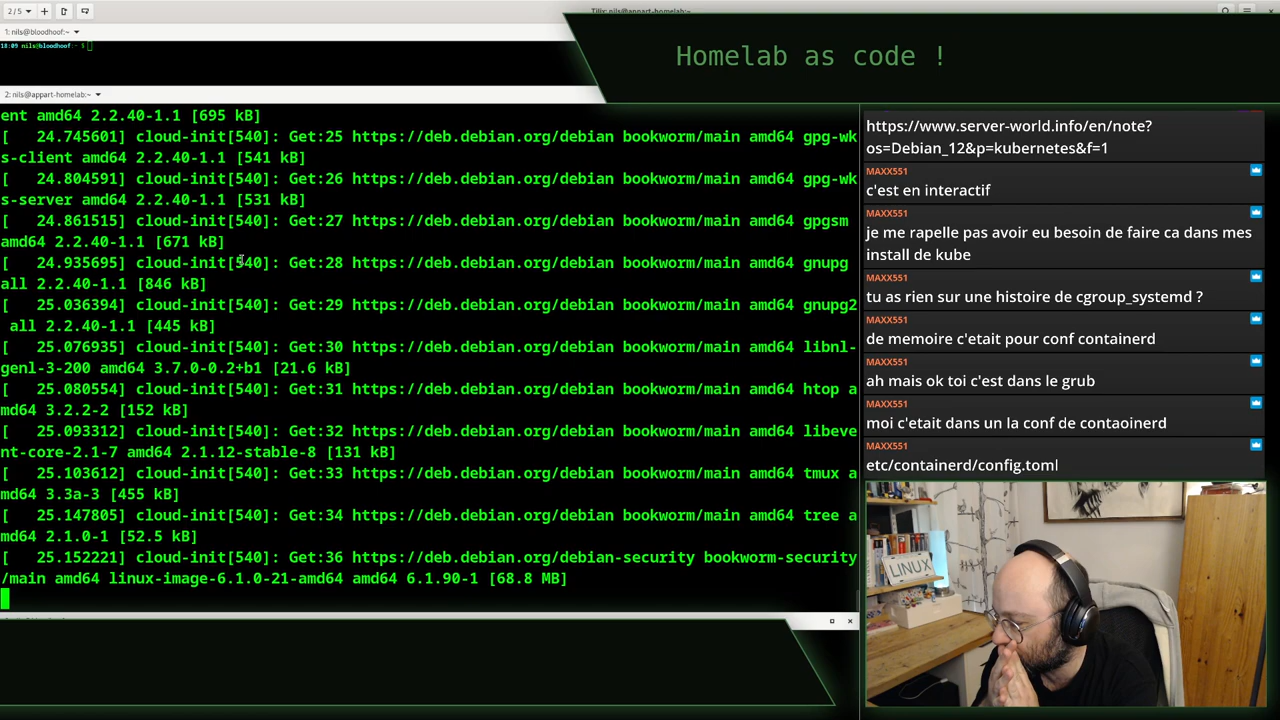 2 / 5
Tilix: nils@appart-homelab:~
1: nils@bloodhoof:~
18:09 nils@bloodhoof:~ $
Homelab as code !
2: nils@appart-homelab:~
ent amd64 2.2.40-1.1 [695 kB]
[   24.745601] cloud-init[540]: Get:25 https://deb.debian.org/debian bookworm/main amd64 gpg-wk
s-client amd64 2.2.40-1.1 [541 kB]
[   24.804591] cloud-init[540]: Get:26 https://deb.debian.org/debian bookworm/main amd64 gpg-wk
s-server amd64 2.2.40-1.1 [531 kB]
[   24.861515] cloud-init[540]: Get:27 https://deb.debian.org/debian bookworm/main amd64 gpgsm
amd64 2.2.40-1.1 [671 kB]
[   24.935695] cloud-init[540]: Get:28 https://deb.debian.org/debian bookworm/main amd64 gnupg
all 2.2.40-1.1 [846 kB]
[   25.036394] cloud-init[540]: Get:29 https://deb.debian.org/debian bookworm/main amd64 gnupg2
 all 2.2.40-1.1 [445 kB]
[   25.076935] cloud-init[540]: Get:30 https://deb.debian.org/debian bookworm/main amd64 libnl-
genl-3-200 amd64 3.7.0-0.2+b1 [21.6 kB]
[   25.080554] cloud-init[540]: Get:31 https://deb.debian.org/debian bookworm/main amd64 htop a
md64 3.2.2-2 [152 kB]
[   25.093312] cloud-init[540]: Get:32 https://deb.debian.org/debian bookworm/main amd64 libeve
nt-core-2.1-7 amd64 2.1.12-stable-8 [131 kB]
[   25.103612] cloud-init[540]: Get:33 https://deb.debian.org/debian bookworm/main amd64 tmux a
md64 3.3a-3 [455 kB]
[   25.147805] cloud-init[540]: Get:34 https://deb.debian.org/debian bookworm/main amd64 tree a
md64 2.1.0-1 [52.5 kB]
[   25.152221] cloud-init[540]: Get:36 https://deb.debian.org/debian-security bookworm-security
/main amd64 linux-image-6.1.0-21-amd64 amd64 6.1.90-1 [68.8 MB]
https://www.server-world.info/en/note?
os=Debian_12&p=kubernetes&f=1
MAXX551
c'est en interactif
MAXX551
je me rapelle pas avoir eu besoin de faire ca dans mes
install de kube
MAXX551
tu as rien sur une histoire de cgroup_systemd ?
MAXX551
de memoire c'etait pour conf containerd
MAXX551
ah mais ok toi c'est dans le grub
MAXX551
moi c'etait dans un la conf de contaoinerd
MAXX551
etc/containerd/config.toml
LINUX